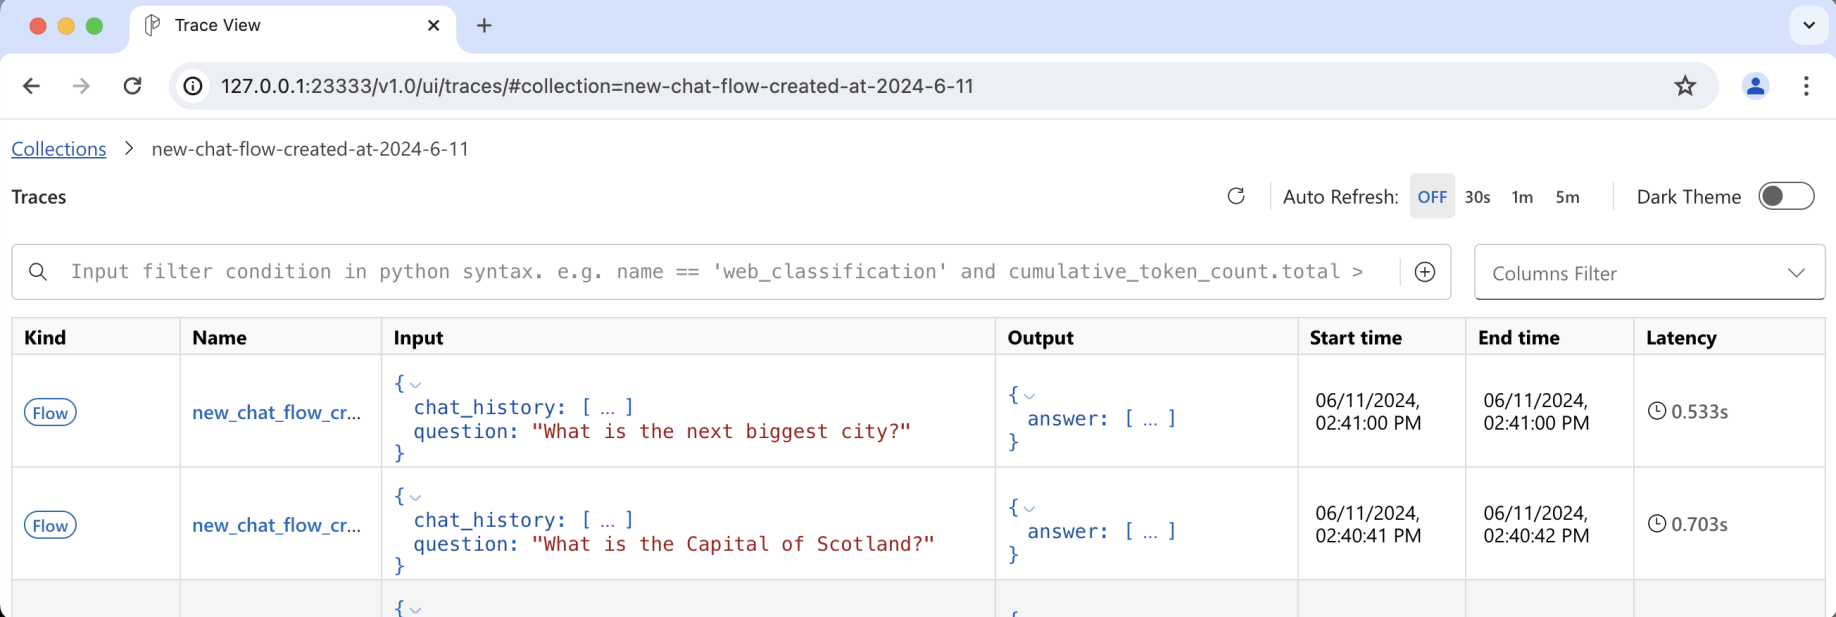 Trace View
127.0.0.1:23333/v1.0/ui/traces/#collection=new-chat-flow-created-at-2024-6-11
Collections > new-chat-flow-created-at-2024-6-11
Traces
Auto Refresh: OFF 30s 1m 5m Dark Theme
Input filter condition in python syntax. e.g. name == 'web_classification' and cumulative_token_count.total >
Columns Filter
Kind Name Input Output Start time End time Latency
Flow
new_chat_flow_cr...
{
chat_history: [ ... ]
question: "What is the next biggest city?"
}
{
answer: [ ... ]
}
06/11/2024,
02:41:00 PM
06/11/2024,
02:41:00 PM
0.533s
Flow
new_chat_flow_cr...
{
chat_history: [ ... ]
question: "What is the Capital of Scotland?"
}
{
answer: [ ... ]
}
06/11/2024,
02:40:41 PM
06/11/2024,
02:40:42 PM
0.703s
{
{